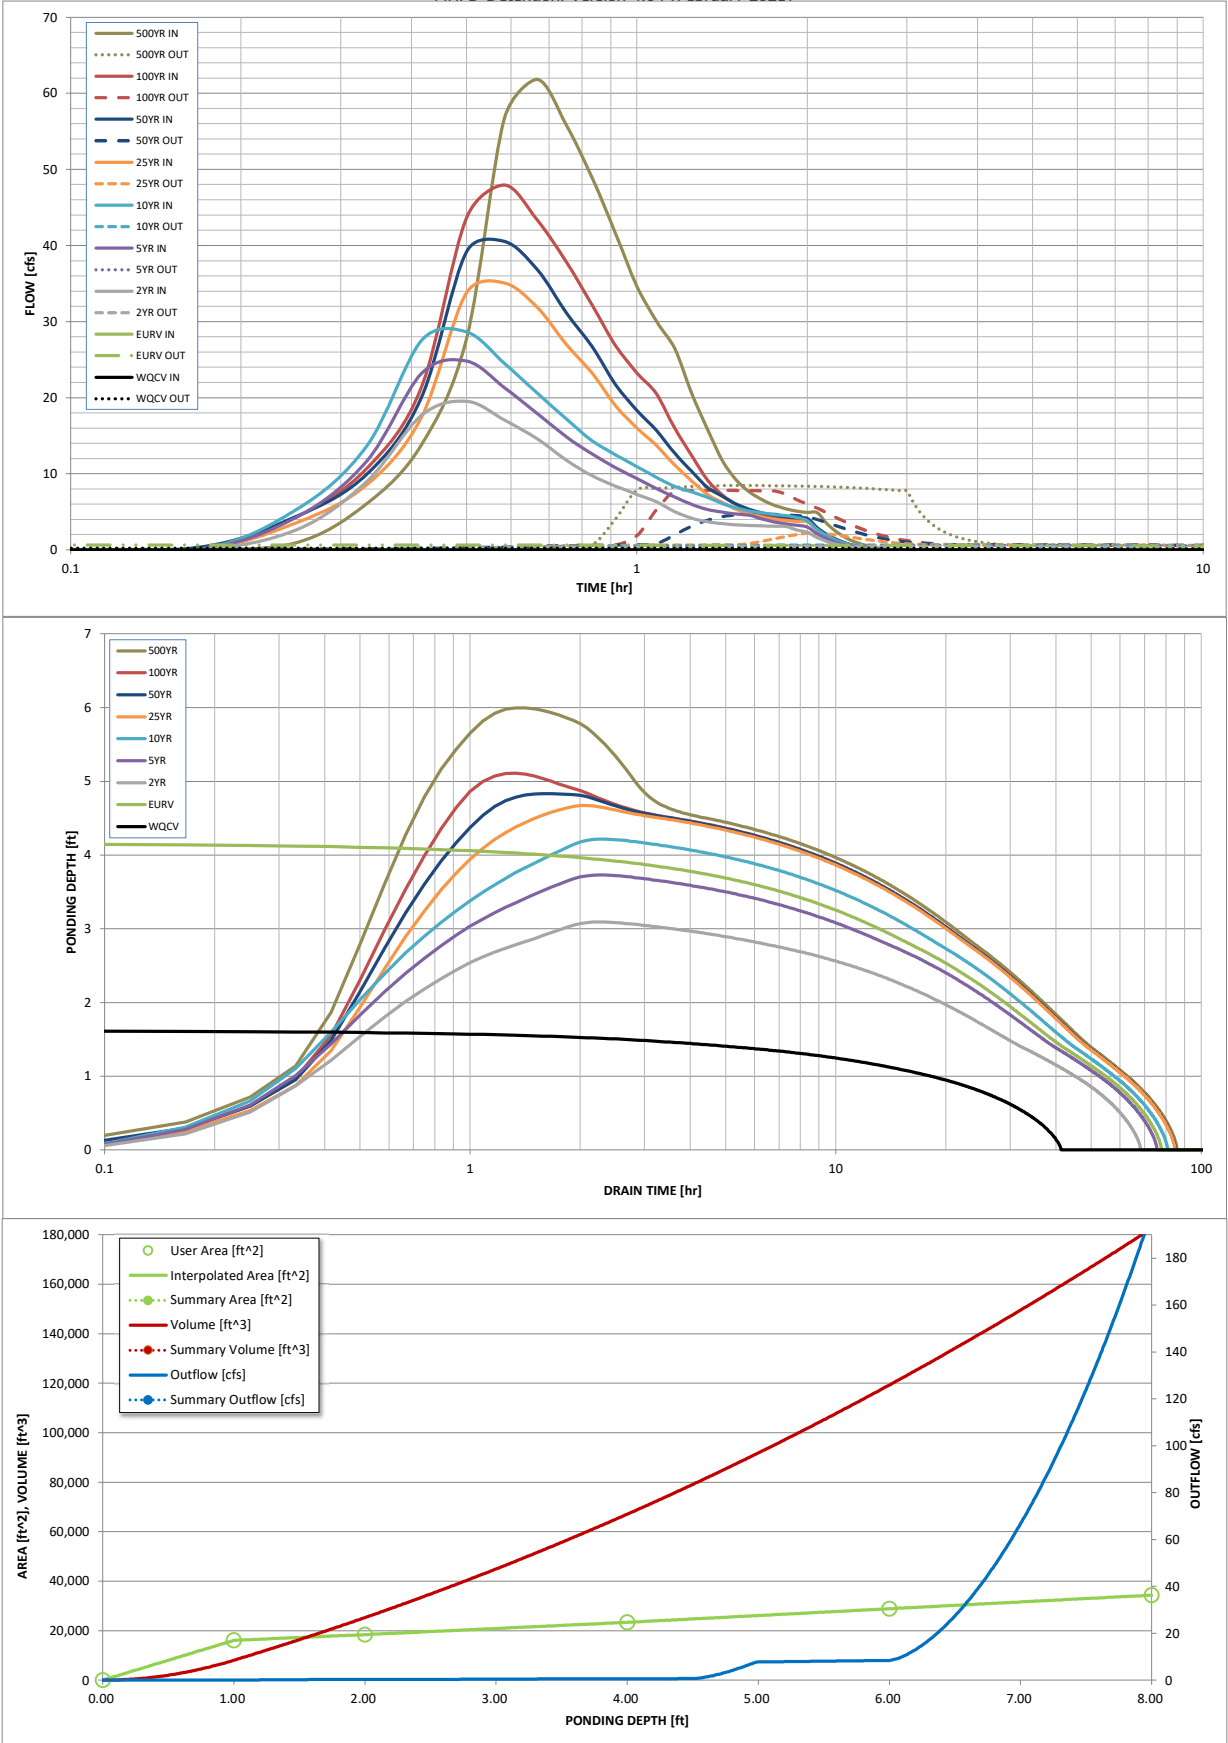 70
60
50
40
30
20
10
0
FLOW [cfs]
500YR IN
500YR OUT
100YR IN
100YR OUT
50YR IN
50YR OUT
25YR IN
25YR OUT
10YR IN
10YR OUT
5YR IN
5YR OUT
2YR IN
2YR OUT
EURV IN
EURV OUT
WQCV IN
WQCV OUT
0.1 1 10
TIME [hr]
7
6
5
4
3
2
1
0
PONDING DEPTH [ft]
500YR
100YR
50YR
25YR
10YR
5YR
2YR
EURV
WQCV
0.1 1 10 100
DRAIN TIME [hr]
180,000
160,000
140,000
120,000
100,000
80,000
60,000
40,000
20,000
0
AREA [ft^2], VOLUME [ft^3]
User Area [ft^2]
Interpolated Area [ft^2]
Summary Area [ft^2]
Volume [ft^3]
Summary Volume [ft^3]
Outflow [cfs]
Summary Outflow [cfs]
180
160
140
120
100
80
60
40
20
0
OUTFLOW [cfs]
0.00 1.00 2.00 3.00 4.00 5.00 6.00 7.00 8.00
PONDING DEPTH [ft]